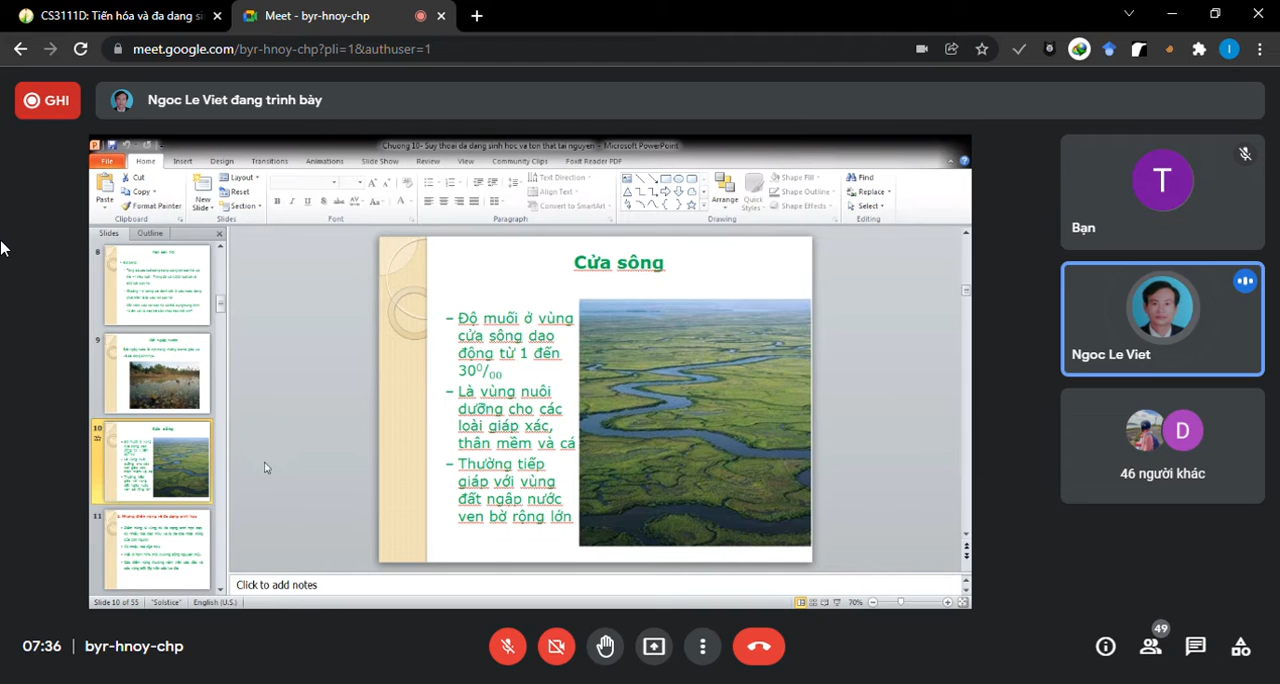 CS3111D: Tiến hóa và đa dạng si
Meet - byr-hnoy-chp
meet.google.com/byr-hnoy-chp?pli=1&authuser=1
I
GHI
Ngoc Le Viet đang trình bày
Chuong 10- Suy thoai da dang sinh hoc va ton that tai nguyen - Microsoft PowerPoint
File Home Insert Design Transitions Animations Slide Show Review View Community Clips Foxit Reader PDF
Paste
Cut
Copy
Format Painter
Clipboard
New Slide
Layout
Reset
Section
Slides
Font
Text Direction
Align Text
Convert to SmartArt
Paragraph
Arrange
Quick Styles
Shape Fill
Shape Outline
Shape Effects
Drawing
Find
Replace
Select
Editing
Slides Outline
8
9
10
Cửa sông
11
Cửa sông
– Độ muối ở vùng
cửa sông dao
động từ 1 đến
30⁰/₀₀
– Là vùng nuôi
dưỡng cho các
loài giáp xác,
thân mềm và cá
– Thường tiếp
giáp với vùng
đất ngập nước
ven bờ rộng lớn
Click to add notes
Slide 10 of 55 "Solstice" English (U.S.) 70%
T
Bạn
Ngoc Le Viet
D
46 người khác
07:36 | byr-hnoy-chp
49